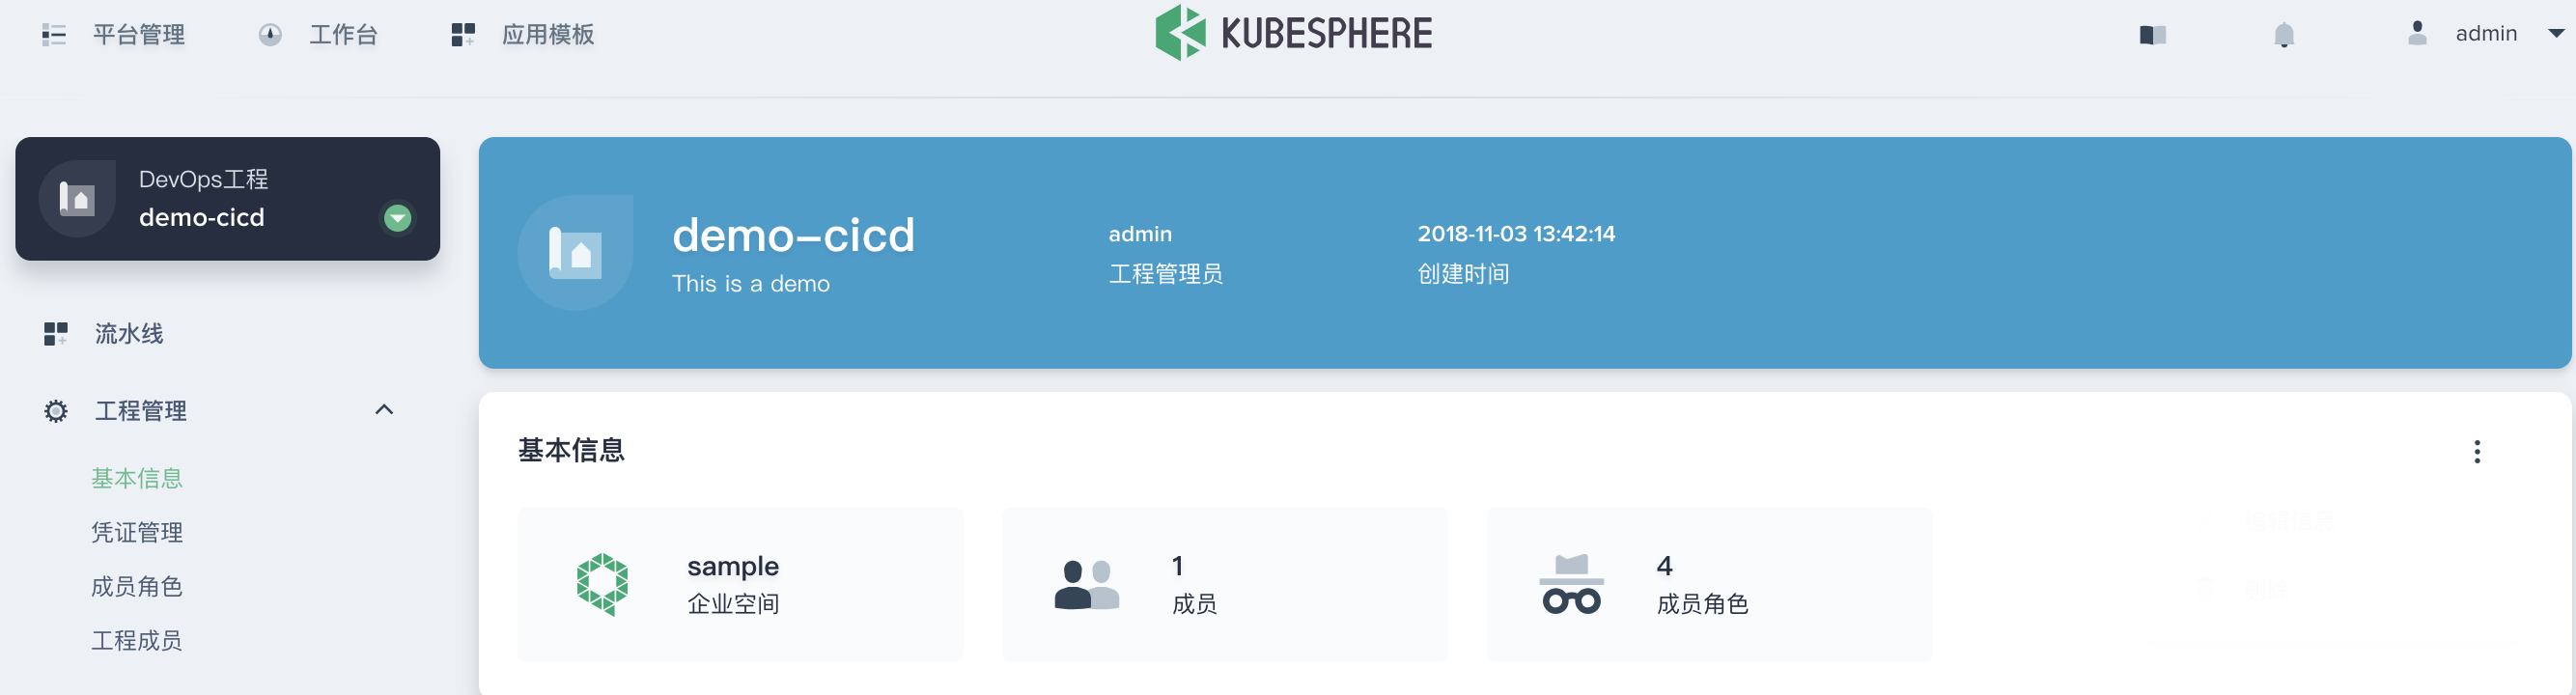 平台管理
工作台
应用模板
KUBESPHERE
admin
DevOps工程
demo-cicd
流水线
工程管理
基本信息
凭证管理
成员角色
工程成员
demo-cicd
This is a demo
admin
工程管理员
2018-11-03 13:42:14
创建时间
基本信息
sample
企业空间
1
成员
4
成员角色